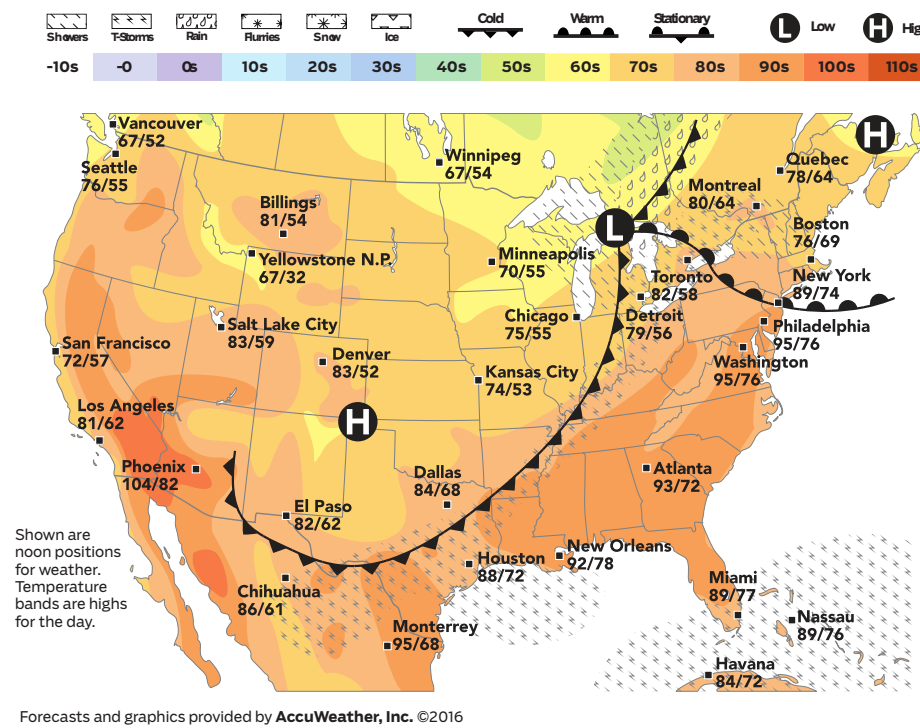 Showers T-Storms Rain Flurries Snow Ice Cold Warm Stationary L Low H Hig
-10s -0 0s 10s 20s 30s 40s 50s 60s 70s 80s 90s 100s 110s
Vancouver
67/52
Seattle
76/55
Winnipeg
67/54
H
Quebec
78/64
Montreal
80/64
Billings
81/54
L
Boston
76/69
Yellowstone N.P.
67/32
Minneapolis
70/55
Toronto
82/58
New York
89/74
Chicago
75/55
Detroit
79/56
Salt Lake City
83/59
Philadelphia
95/76
San Francisco
72/57
Denver
83/52
Washington
95/76
Kansas City
74/53
Los Angeles
81/62
H
Phoenix
104/82
Dallas
84/68
Atlanta
93/72
El Paso
82/62
Shown are
noon positions
for weather.
Temperature
bands are highs
for the day.
Houston
88/72
New Orleans
92/78
Chihuahua
86/61
Miami
89/77
Nassau
89/76
Monterrey
95/68
Havana
84/72
Forecasts and graphics provided by AccuWeather, Inc. ©2016